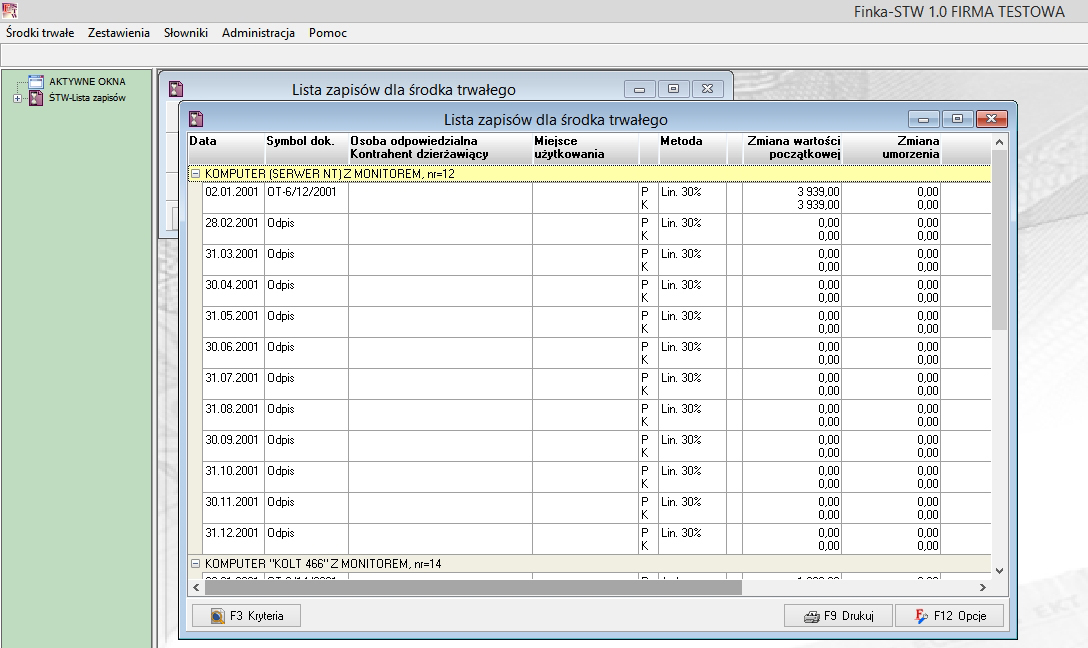 Finka-STW 1.0 FIRMA TESTOWA
Środki trwałe Zestawienia Słowniki Administracja Pomoc
AKTYWNE OKNA
ŚTW-Lista zapisów
Lista zapisów dla środka trwałego
Lista zapisów dla środka trwałego
Data Symbol dok. Osoba odpowiedzialna Miejsce Metoda Zmiana wartości Zmiana
Kontrahent dzierżawiący użytkowania początkowej umorzenia
KOMPUTER (SERWER NT) Z MONITOREM, nr=12
02.01.2001 OT-6/12/2001 P Lin. 30% 3 939,00 0,00
K 3 939,00 0,00
28.02.2001 Odpis P Lin. 30% 0,00 0,00
K 0,00 0,00
31.03.2001 Odpis P Lin. 30% 0,00 0,00
K 0,00 0,00
30.04.2001 Odpis P Lin. 30% 0,00 0,00
K 0,00 0,00
31.05.2001 Odpis P Lin. 30% 0,00 0,00
K 0,00 0,00
30.06.2001 Odpis P Lin. 30% 0,00 0,00
K 0,00 0,00
31.07.2001 Odpis P Lin. 30% 0,00 0,00
K 0,00 0,00
31.08.2001 Odpis P Lin. 30% 0,00 0,00
K 0,00 0,00
30.09.2001 Odpis P Lin. 30% 0,00 0,00
K 0,00 0,00
31.10.2001 Odpis P Lin. 30% 0,00 0,00
K 0,00 0,00
30.11.2001 Odpis P Lin. 30% 0,00 0,00
K 0,00 0,00
31.12.2001 Odpis P Lin. 30% 0,00 0,00
K 0,00 0,00
KOMPUTER "KOLT 466" Z MONITOREM, nr=14
F3 Kryteria F9 Drukuj F12 Opcje